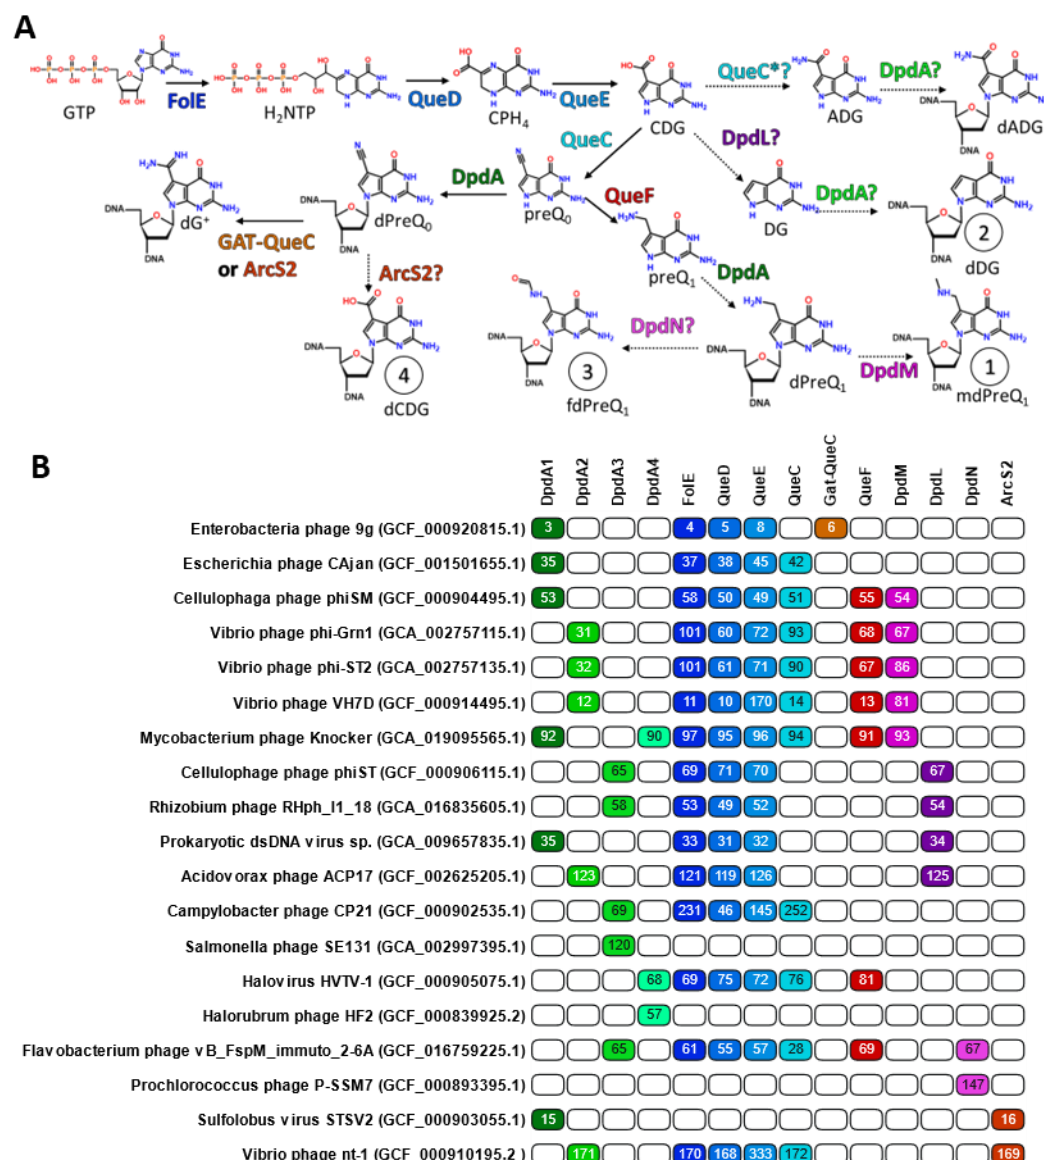 A
GTP
FolE
H2NTP
QueD
CPH4
QueE
CDG
QueC*?
ADG
DpdA?
dADG
QueC
DpdL?
DG
DpdA?
2
dDG
preQ0
DpdA
dPreQ0
GAT-QueC
or ArcS2
dG+
ArcS2?
4
dCDG
QueF
preQ1
DpdA
dPreQ1
DpdN?
3
fdPreQ1
DpdM
1
mdPreQ1
B
DpdA1 DpdA2 DpdA3 DpdA4 FolE QueD QueE QueC Gat-QueC QueF DpdM DpdL DpdN ArcS2
Enterobacteria phage 9g (GCF_000920815.1) 3 4 5 8 6
Escherichia phage CAjan (GCF_001501655.1) 35 37 38 45 42
Cellulophaga phage phiSM (GCF_000904495.1) 53 58 50 49 51 55 54
Vibrio phage phi-Grn1 (GCA_002757115.1) 31 101 60 72 93 68 67
Vibrio phage phi-ST2 (GCA_002757135.1) 32 101 61 71 90 67 86
Vibrio phage VH7D (GCF_000914495.1) 12 11 10 170 14 13 81
Mycobacterium phage Knocker (GCA_019095565.1) 92 90 97 95 96 94 91 93
Cellulophage phage phiST (GCF_000906115.1) 65 69 71 70 67
Rhizobium phage RHph_I1_18 (GCA_016835605.1) 58 53 49 52 54
Prokaryotic dsDNA virus sp. (GCA_009657835.1) 35 33 31 32 34
Acidovorax phage ACP17 (GCF_002625205.1) 123 121 119 126 125
Campylobacter phage CP21 (GCF_000902535.1) 69 231 46 145 252
Salmonella phage SE131 (GCA_002997395.1) 120
Halovirus HVTV-1 (GCF_000905075.1) 68 69 75 72 76 81
Halorubrum phage HF2 (GCF_000839925.2) 57
Flavobacterium phage vB_FspM_immuto_2-6A (GCF_016759225.1) 65 61 55 57 28 69 67
Prochlorococcus phage P-SSM7 (GCF_000893395.1) 147
Sulfolobus virus STSV2 (GCF_000903055.1) 15 16
Vibrio phage nt-1 (GCF_000910195.2 ) 171 170 168 333 172 169